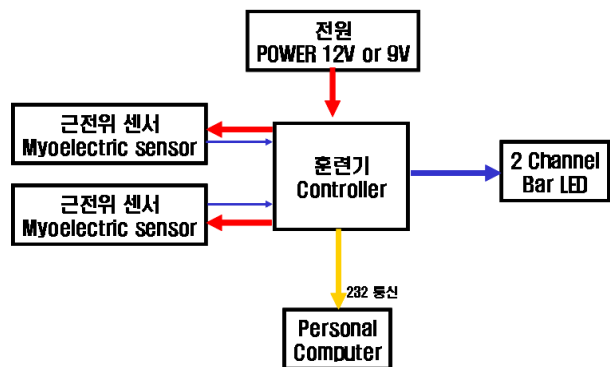 전원
POWER 12V or 9V
근전위 센서
Myoelectric sensor
훈련기
Controller
2 Channel
Bar LED
근전위 센서
Myoelectric sensor
232 통신
Personal
Computer